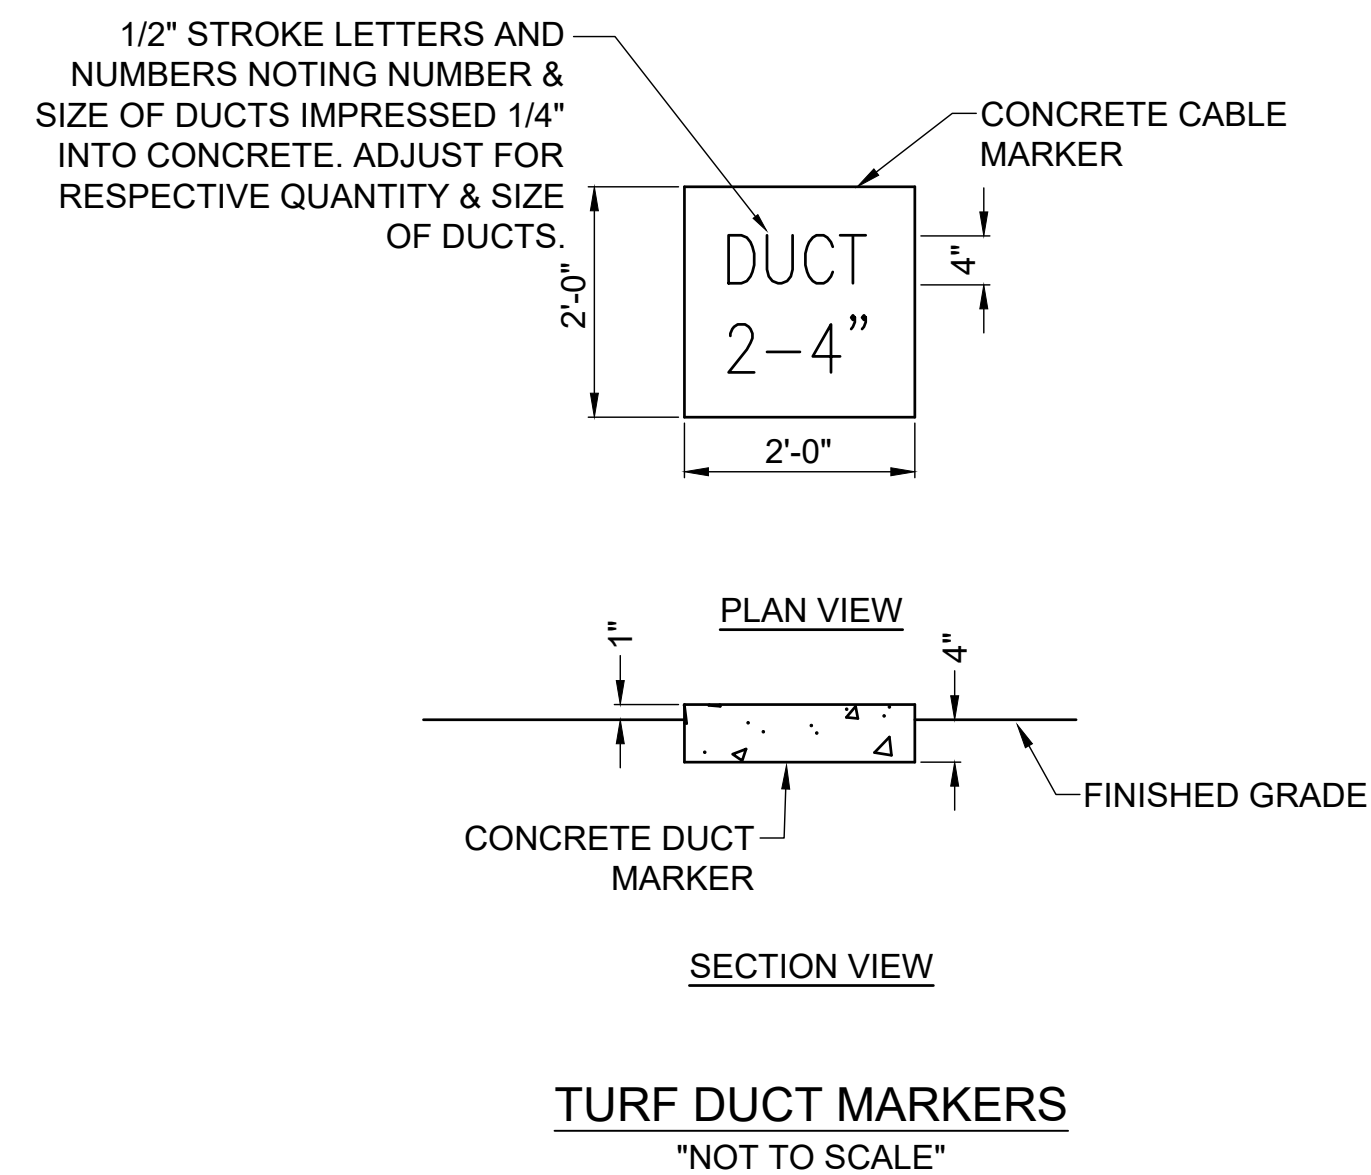 1/2" STROKE LETTERS AND
NUMBERS NOTING NUMBER &
SIZE OF DUCTS IMPRESSED 1/4"
INTO CONCRETE. ADJUST FOR
RESPECTIVE QUANTITY & SIZE
OF DUCTS.
CONCRETE CABLE
MARKER
DUCT
2-4”
4"
2'-0"
2'-0"
PLAN VIEW
1"
4"
FINISHED GRADE
CONCRETE DUCT
MARKER
SECTION VIEW
TURF DUCT MARKERS
"NOT TO SCALE"